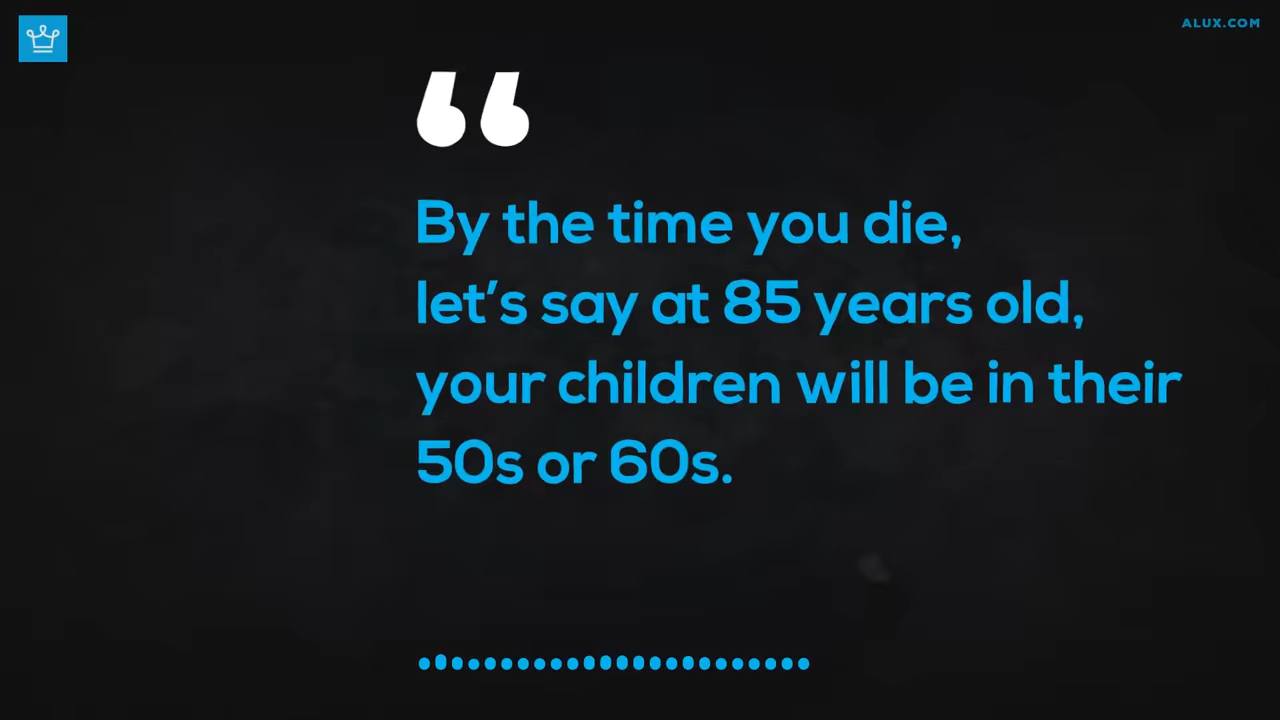 ALUX.COM
“
By the time you die,
let’s say at 85 years old,
your children will be in their
50s or 60s.